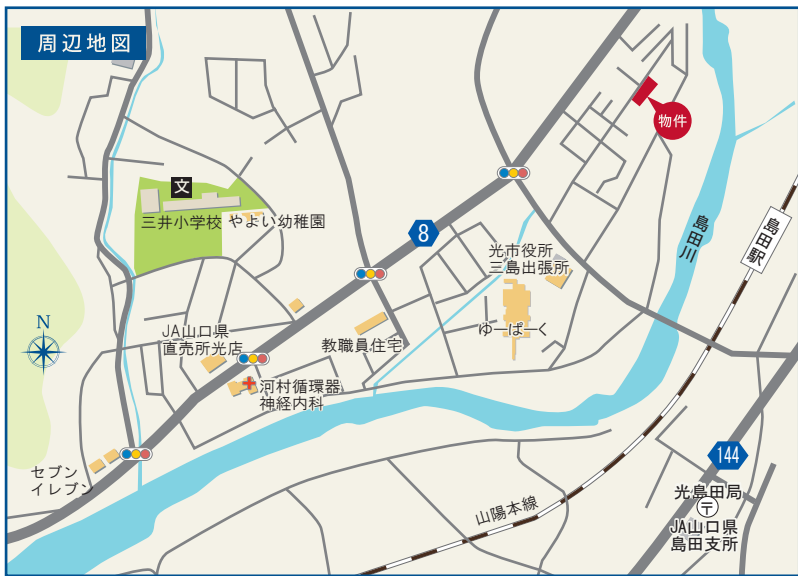 周辺地図
物件
文
三井小学校
やよい幼稚園
8
島田川
島田駅
光市役所
三島出張所
N
ゆーぱーく
JA山口県
直売所光店
教職員住宅
河村循環器
神経内科
144
セブン
イレブン
山陽本線
光島田局
〒
JA山口県
島田支所